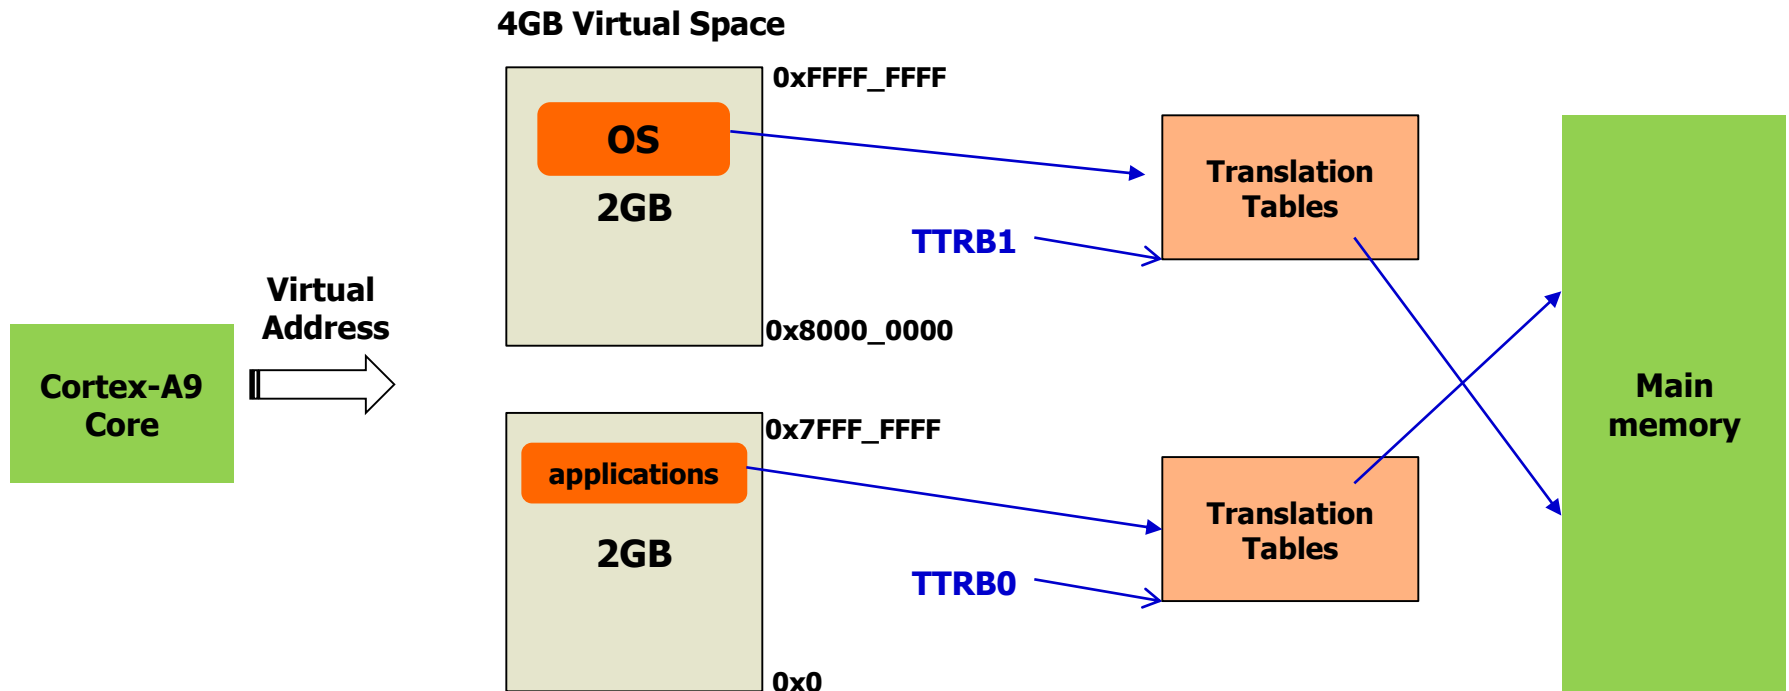 4GB Virtual Space
0xFFFF_FFFF
OS
2GB
Translation
Tables
TTRB1
Virtual
Address
0x8000_0000
Cortex-A9
Core
Main
memory
0x7FFF_FFFF
applications
2GB
Translation
Tables
TTRB0
0x0